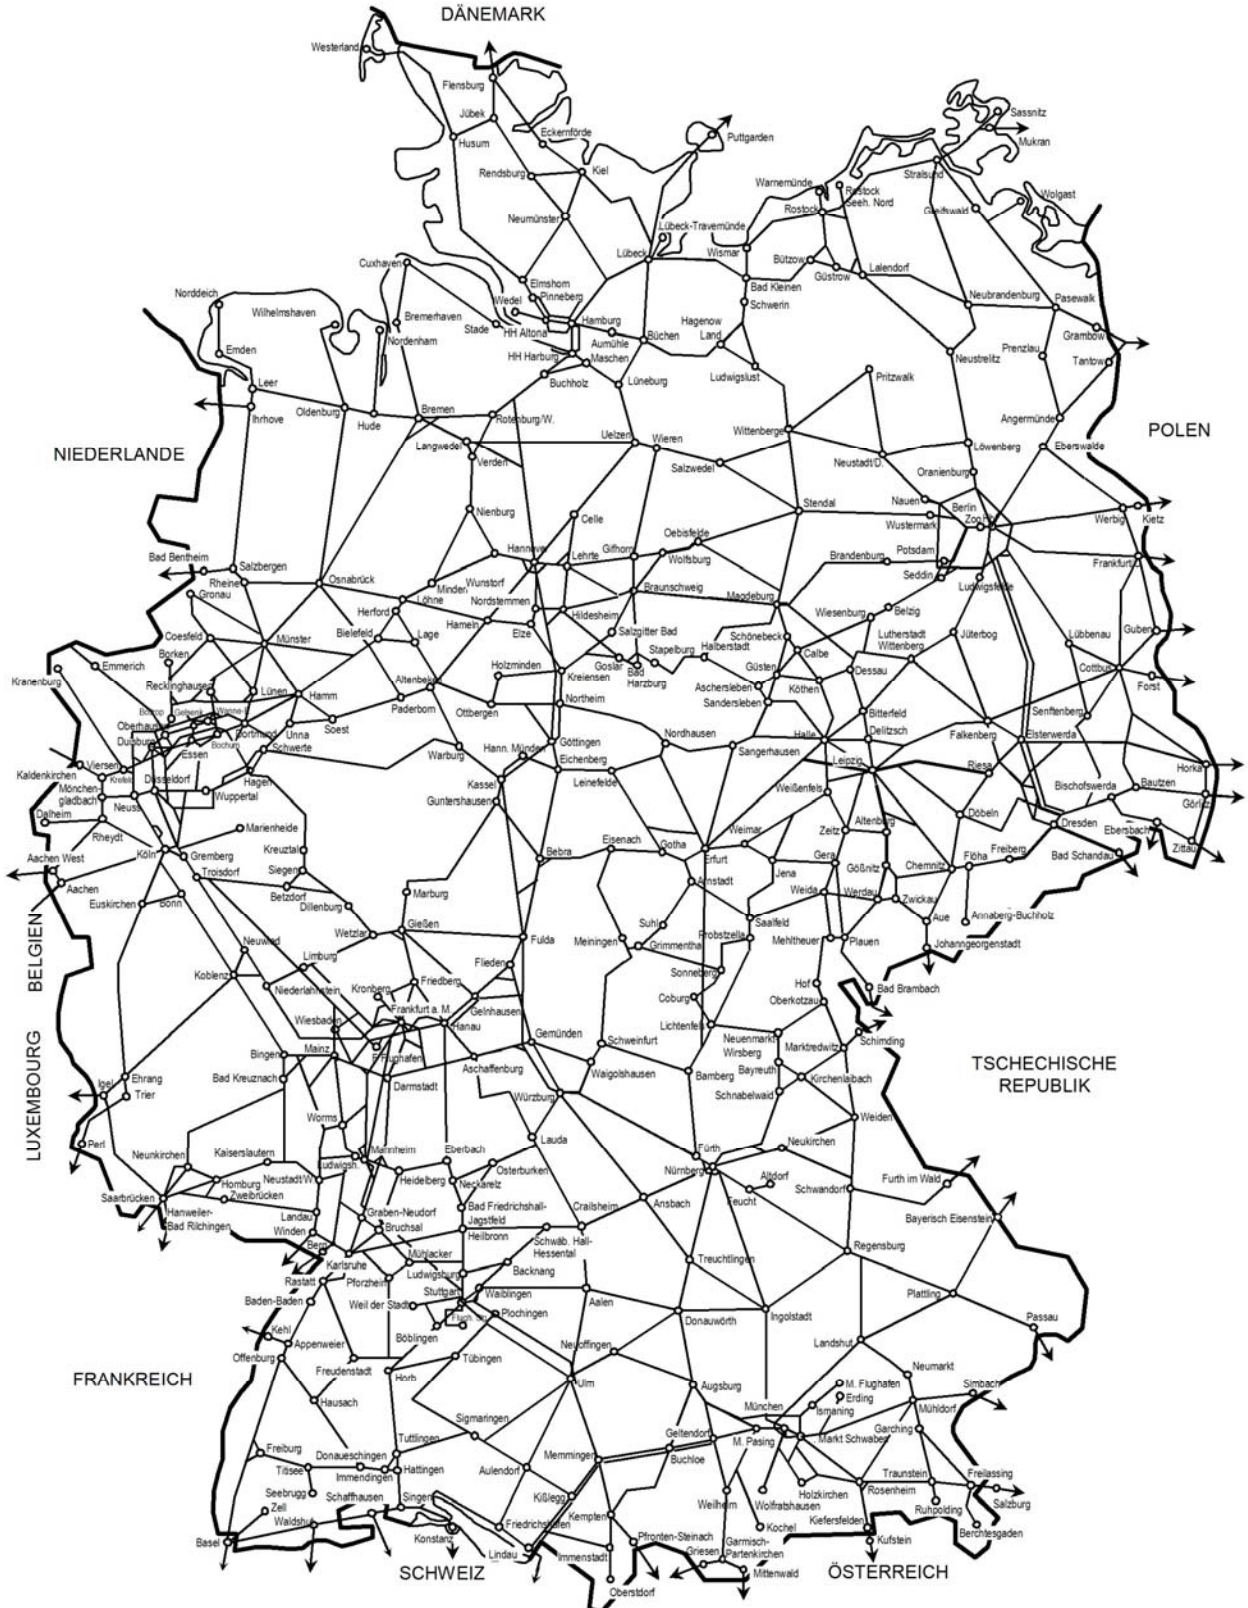 DÄNEMARK
Westerland
Flensburg
Jübek
Husum
Eckernförde
Rendsburg
Kiel
Neumünster
Puttgarden
Sassnitz
Mukran
Stralsund
Warnemünde
Rostock
Seeh. Nord
Rostock
Greifswald
Wolgast
Lübeck-Travemünde
Lübeck
Wismar
Bützow
Güstrow
Lalendorf
Bad Kleinen
Schwerin
Cuxhaven
Elmshorn
Pinneberg
Wedel
HH Altona
Hamburg
Stade
Aumühle
Büchen
Hagenow
Land
Ludwigslust
Neubrandenburg
Pasewalk
Grambow
Tantow
Prenzlau
Neustrelitz
Norddeich
Wilhelmshaven
Bremerhaven
Nordenham
Emden
HH Harburg
Maschen
Buchholz
Lüneburg
Pritzwalk
Leer
Ihrhove
Oldenburg
Hude
Bremen
Rotenburg/W.
Angermünde
Eberswalde
POLEN
NIEDERLANDE
Langwedel
Verden
Uelzen
Wieren
Salzwedel
Wittenberge
Neustadt/D.
Löwenberg
Oranienburg
Nauen
Berlin
Zoo
Wustermark
Stendal
Werbig
Kietz
Nienburg
Celle
Oebisfelde
Hannover
Lehrte
Gifhorn
Wolfsburg
Brandenburg
Potsdam
Seddin
Ludwigsfelde
Bad Bentheim
Salzbergen
Rheine
Gronau
Osnabrück
Minden
Wunstorf
Löhne
Nordstemmen
Braunschweig
Magdeburg
Herford
Hameln
Elze
Hildesheim
Wiesenburg
Belzig
Guben
Coesfeld
Münster
Bielefeld
Lage
Salzgitter Bad
Stapelburg
Halberstadt
Schönebeck
Calbe
Lutherstadt
Wittenberg
Jüterbog
Lübbenau
Cottbus
Forst
Borken
Emmerich
Kranenburg
Recklinghausen
Lünen
Hamm
Altenbeken
Paderborn
Holzminden
Kreiensen
Goslar
Bad
Harzburg
Güsten
Aschersleben
Sandersleben
Köthen
Dessau
Ottbergen
Northeim
Bitterfeld
Senftenberg
Bottrop
Oberhausen
Duisburg
Dortmund
Bochum
Essen
Unna
Soest
Schwerte
Warburg
Hann. Münden
Göttingen
Nordhausen
Sangerhausen
Halle
Delitzsch
Falkenberg
Elsterwerda
Kaldenkirchen
Viersen
Krefeld
Düsseldorf
Hagen
Wuppertal
Kassel
Eichenberg
Leinefelde
Leipzig
Riesa
Bischofswerda
Bautzen
Horka
Görlitz
Mönchen-
gladbach
Neuss
Dalheim
Rheydt
Guntershausen
Weißenfels
Döbeln
Dresden
Ebersbach
Zittau
Marienheide
Kreuztal
Zeitz
Altenburg
Weimar
Köln
Gremberg
Troisdorf
Siegen
Bebra
Eisenach
Gotha
Erfurt
Jena
Gera
Gößnitz
Chemnitz
Flöha
Freiberg
Bad Schandau
Aachen West
Aachen
Euskirchen
Bonn
Betzdorf
Dillenburg
Marburg
Arnstadt
Weida
Werdau
Zwickau
Aue
Annaberg-Buchholz
BELGIEN
Wetzlar
Gießen
Fulda
Suhl
Meiningen
Grimmenthal
Saalfeld
Probstzella
Mehltheuer
Plauen
Johanngeorgenstadt
Neuwied
Limburg
Koblenz
Niederlahnstein
Kronberg
Friedberg
Flieden
Sonneberg
Coburg
Hof
Oberkotzau
Bad Brambach
Frankfurt a. M.
Gelnhausen
Hanau
Wiesbaden
LUXEMBOURG
Gemünden
Schweinfurt
Lichtenfels
Neuenmarkt
Wirsberg
Marktredwitz
Schirnding
Bingen
Mainz
F Flughafen
Aschaffenburg
Waigolshausen
Bamberg
Bayreuth
Kirchenlaibach
Schnabelwaid
TSCHECHISCHE
REPUBLIK
Ehrang
Igel
Trier
Bad Kreuznach
Darmstadt
Würzburg
Worms
Weiden
Perl
Neunkirchen
Kaiserslautern
Ludwigsh.
Mannheim
Eberbach
Lauda
Osterburken
Fürth
Nürnberg
Neukirchen
Homburg
Zweibrücken
Neustadt/W.
Heidelberg
Neckarelz
Altdorf
Feucht
Schwandorf
Furth im Wald
Saarbrücken
Hanweiler-
Bad Rilchingen
Landau
Winden
Berg
Graben-Neudorf
Bruchsal
Bad Friedrichshall-
Jagstfeld
Heilbronn
Crailsheim
Ansbach
Bayerisch Eisenstein
Schwäb. Hall-
Hessental
Treuchtlingen
Regensburg
Karlsruhe
Rastatt
Pforzheim
Mühlacker
Ludwigsburg
Backnang
Stuttgart
Waiblingen
Aalen
Plattling
Baden-Baden
Weil der Stadt
Plochingen
Donauwörth
Ingolstadt
Passau
Kehl
Appenweier
Offenburg
Böblingen
Neuoffingen
Landshut
FRANKREICH
Freudenstadt
Horb
Tübingen
Ulm
Augsburg
Neumarkt
M. Flughafen
Erding
Ismaning
Simbach
Mühldorf
Hausach
München
Geltendorf
M. Pasing
Markt Schwaben
Garching
Sigmaringen
Tuttlingen
Freiburg
Titisee
Donaueschingen
Immendingen
Hattingen
Memmingen
Buchloe
Aulendorf
Seebrugg
Schaffhausen
Singen
Kißlegg
Weilheim
Wolfratshausen
Holzkirchen
Rosenheim
Traunstein
Freilassing
Salzburg
Ruhpolding
Berchtesgaden
Zell
Waldshut
Basel
Konstanz
Friedrichshafen
Lindau
Kempten
Immenstadt
Oberstdorf
Pfronten-Steinach
Kochel
Kiefersfelden
Kufstein
Griesen
Garmisch-
Partenkirchen
Mittenwald
SCHWEIZ
ÖSTERREICH